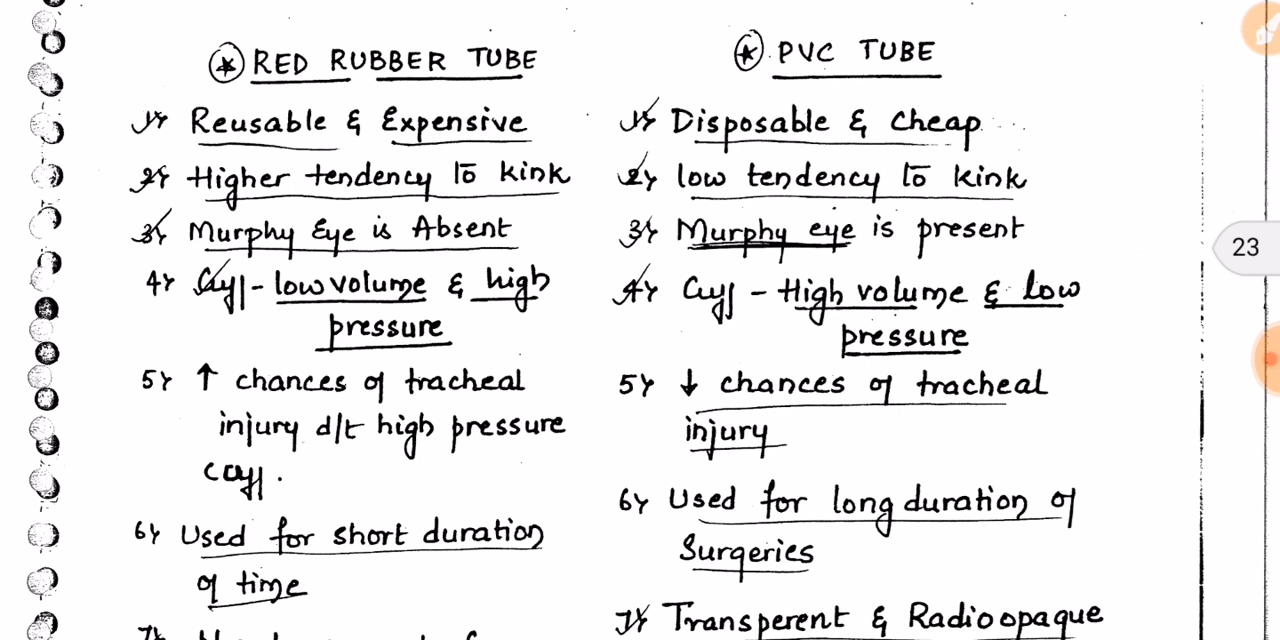 RED RUBBER TUBE
1) Reusable & Expensive
2) Higher tendency to kink
3) Murphy Eye is Absent
4) Cuff - low volume & high
pressure
5) ↑ chances of tracheal
injury d/t high pressure
cuff.
6) Used for short duration
of time
PVC TUBE
1) Disposable & cheap
2) low tendency to kink
3) Murphy eye is present
4) Cuff - High volume & low
pressure
5) ↓ chances of tracheal
injury
6) Used for long duration of
Surgeries
7) Transperent & Radioopaque
23